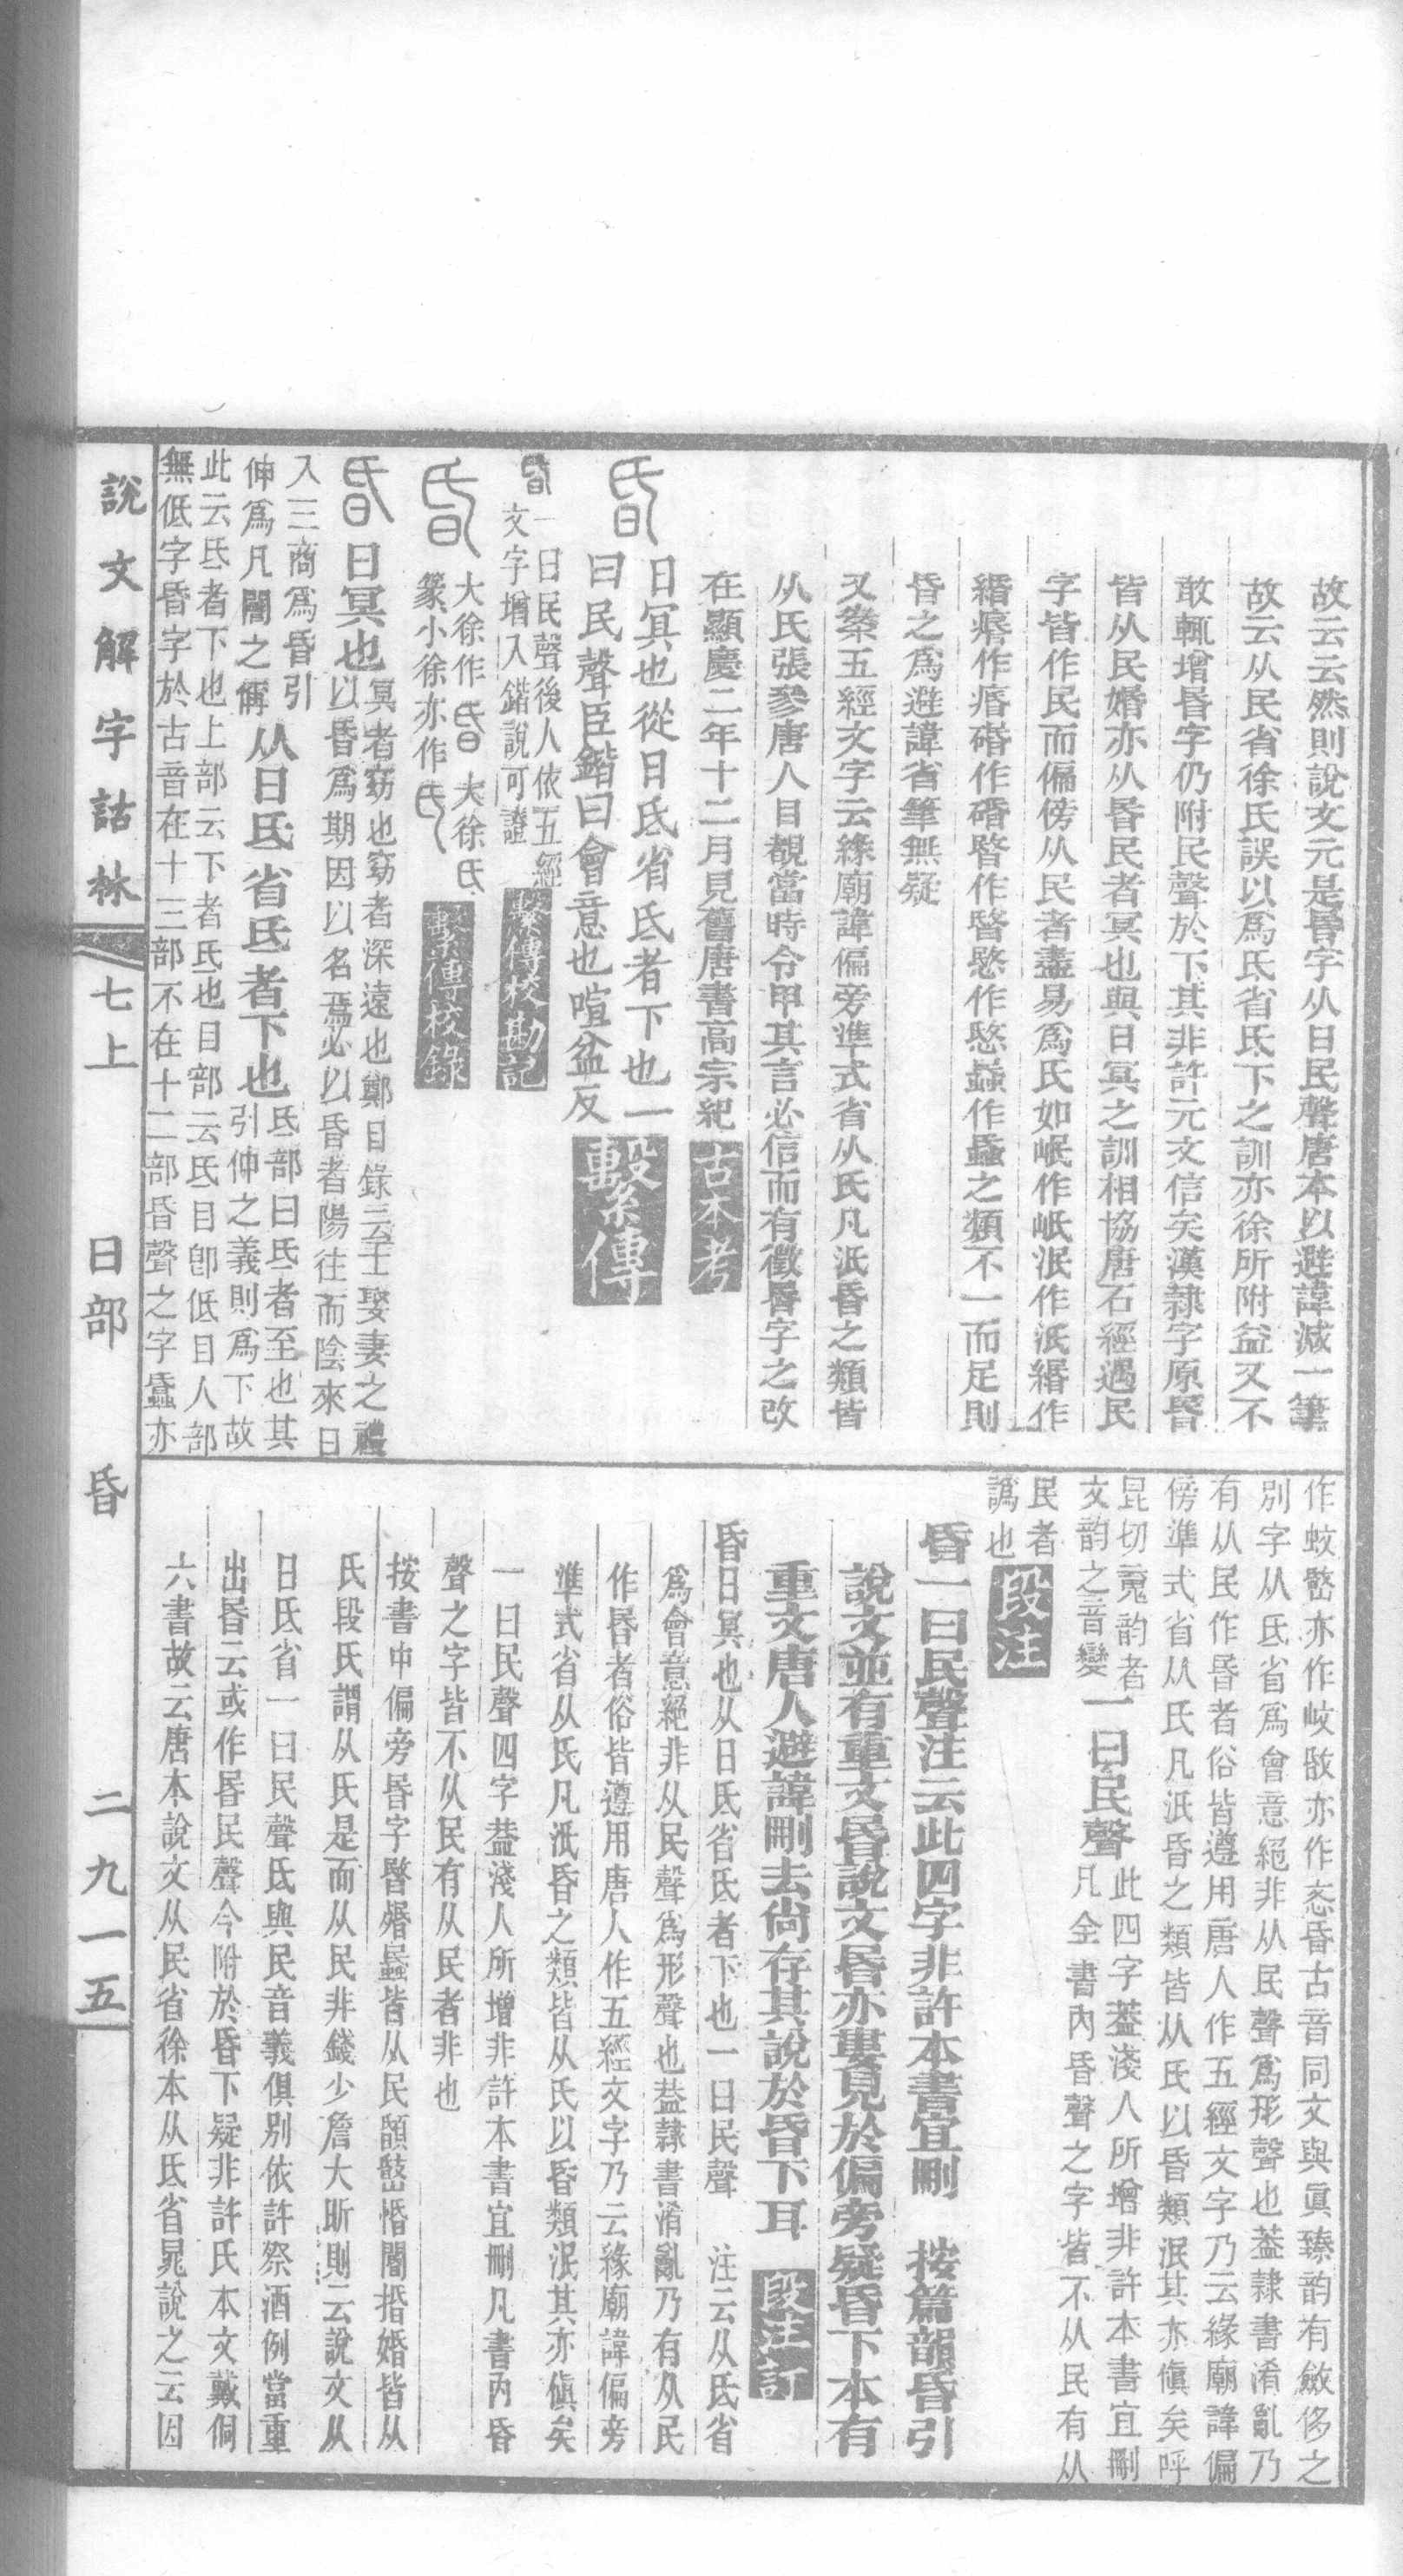 故云云然則說文元是昬字从日民聲唐本以避諱減一筆
故云从民省徐氏誤以爲氐省氐下之訓亦徐所附益又不
敢輒增昬字仍附民聲於下其非許元文信矣漢隸字原昬
皆从民婚亦从昬民者冥也與日冥之訓相協唐石經遇民
字皆作民而偏傍从民者盡易爲氏如岷作岻泯作泜緡作
緍痻作㾈碈作碈暋作暋愍作慜蟁作蟁之類不一而足則
昏之爲避諱省筆無疑
又案五經文字云緣廟諱偏旁準式省从氏凡泜昏之類皆
从氏張參唐人目覩當時令甲其言必信而有徵昬字之改
在顯慶二年十二月見舊唐書高宗紀 古本考
昏 日冥也從日氐省氐者下也一
曰民聲臣鍇曰會意也喧盆反 繫傳
昏 一曰民聲後人依五經
文字增入鍇說可證 繫傳校勘記
昏 大徐作昏大徐氐
篆小徐亦作氐 繫傳校錄
昏 日冥也 冥者窈也窈者深遠也鄭目錄云士娶妻之禮
以昏爲期因以名焉必以昏者陽往而陰來日
入三商爲昏引
伸爲凡闇之偁 从日氐省氐者下也 氐部曰氐者至也其
引伸之義則爲下故
此云氐者下也上部云下者氐也目部云氐目卽低目人部
無低字昏字於古音在十三部不在十二部昏聲之字蟁亦
作蚊𢽹亦作㟭敃亦作忞昏古音同文與眞臻韵有斂侈之
別字从氐省爲會意絕非从民聲爲形聲也葢隸書淆亂乃
有从民作昬者俗皆遵用唐人作五經文字乃云緣廟諱偏
傍準式省从氏凡泜昏之類皆从氏以昏類泯其亦愼矣呼
昆切䰟韵者
文韵之音變 一曰民聲 此四字葢淺人所增非許本書宜刪
凡全書內昏聲之字皆不从民有从
民者
譌也 段注
昏一曰民聲注云此四字非許本書宜刪 按篇韻昏引
說文並有重文昬說文昬亦婁見於偏旁疑昏下本有
重文唐人避諱刪去尙存其說於昏下耳 段注訂
昏日冥也从日氐省氐者下也一曰民聲 注云从氐省
爲會意絕非从民聲爲形聲也葢隸書淆亂乃有从民
作昬者俗皆遵用唐人作五經文字乃云緣廟諱偏旁
準式省从氏凡泜昏之類皆从氏以昏類泯其亦愼矣
一曰民聲四字葢淺人所增非許本書宜刪凡書內昏
聲之字皆不从民有从民者非也
按書中偏旁昏字暋婚蟁皆从民顝𢽹惛閽捪婚皆从
氏段氏謂从氏是而从民非錢少詹大昕則云說文从
日氐省一曰民聲氏與民音義俱別依許祭酒例當重
出昬云或作昬民聲今附於昏下疑非許氏本文戴侗
六書故云唐本說文从民省徐本从氐省晁說之云因
說文解字詁林 七上 日部 昏 二九一五